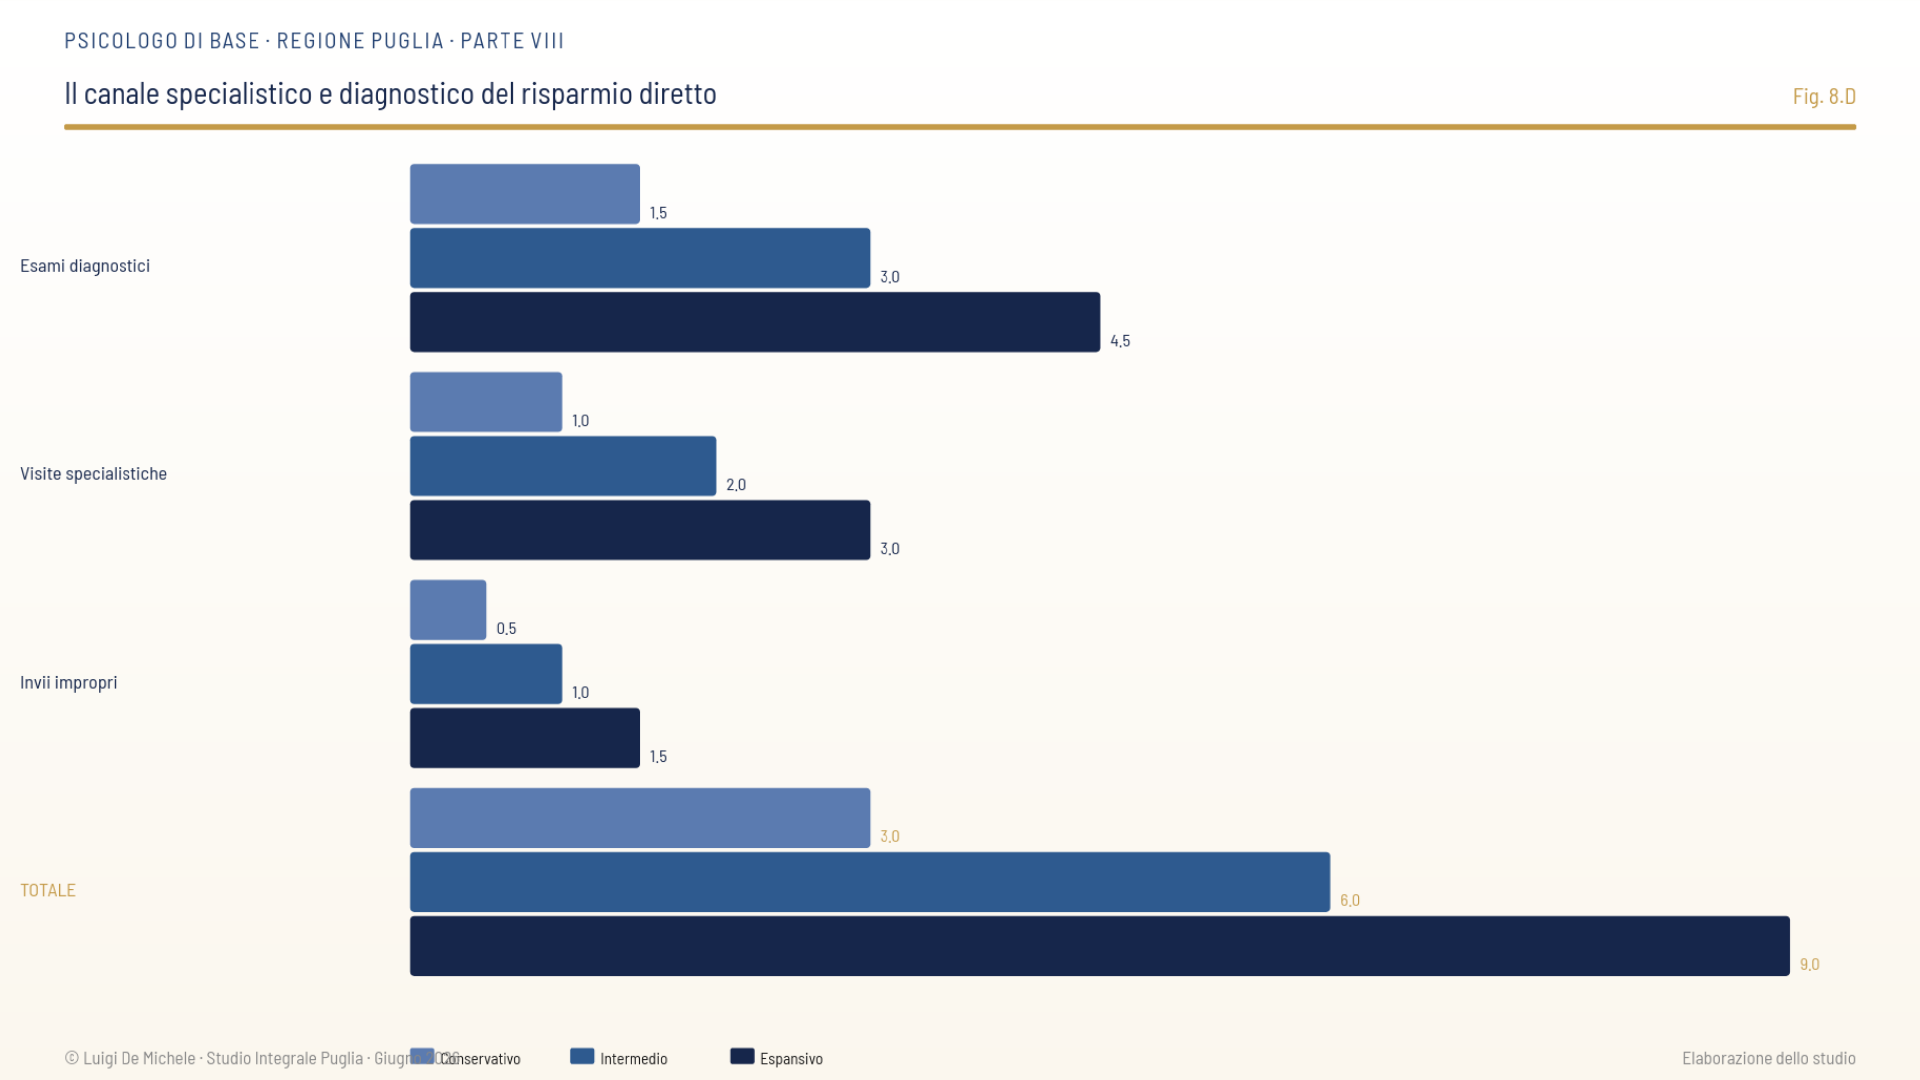 PSICOLOGO DI BASE · REGIONE PUGLIA · PARTE VIII
Il canale specialistico e diagnostico del risparmio diretto
Fig. 8.D
1.5
3.0
Esami diagnostici
4.5
1.0
2.0
Visite specialistiche
3.0
0.5
1.0
Invii impropri
1.5
3.0
6.0
TOTALE
9.0
© Luigi De Michele · Studio Integrale Puglia · Giugno 2026
Conservativo
Intermedio
Espansivo
Elaborazione dello studio